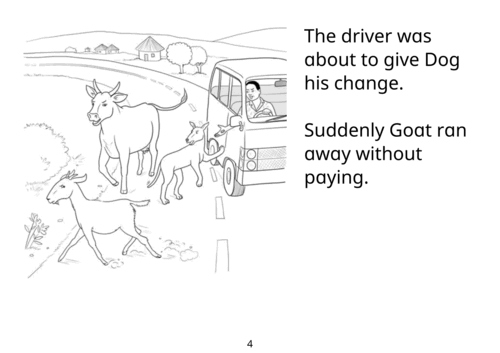 The driver was
about to give Dog
his change.
Suddenly Goat ran
away without
paying.
4